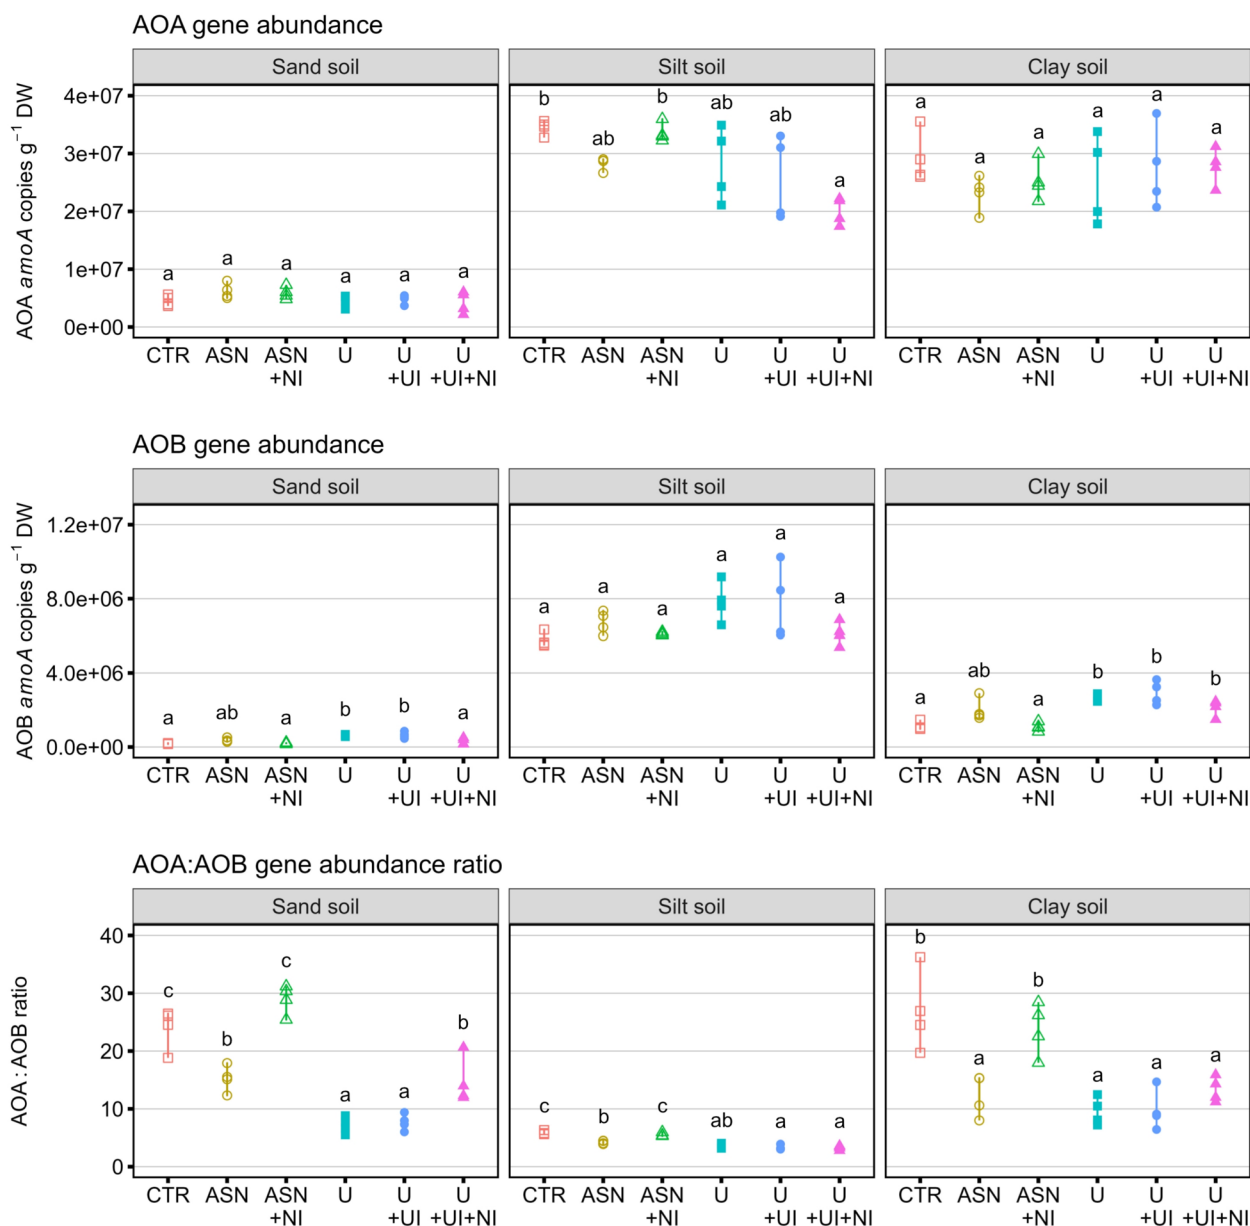 AOA gene abundance
Sand soil Silt soil Clay soil
AOA amoA copies g⁻¹ DW
4e+07
3e+07
2e+07
1e+07
0e+00
a a a a a a
b ab b ab ab a
a a a a a a
CTR ASN ASN U U U CTR ASN ASN U U U CTR ASN ASN U U U
+NI +UI +UI+NI +NI +UI +UI+NI +NI +UI +UI+NI
AOB gene abundance
Sand soil Silt soil Clay soil
AOB amoA copies g⁻¹ DW
1.2e+07
8.0e+06
4.0e+06
0.0e+00
a ab a b b a
a a a a a a
a ab a b b b
CTR ASN ASN U U U CTR ASN ASN U U U CTR ASN ASN U U U
+NI +UI +UI+NI +NI +UI +UI+NI +NI +UI +UI+NI
AOA:AOB gene abundance ratio
Sand soil Silt soil Clay soil
AOA : AOB ratio
40
30
20
10
0
c b c a a b
c b c ab a a
b a b a a a
CTR ASN ASN U U U CTR ASN ASN U U U CTR ASN ASN U U U
+NI +UI +UI+NI +NI +UI +UI+NI +NI +UI +UI+NI